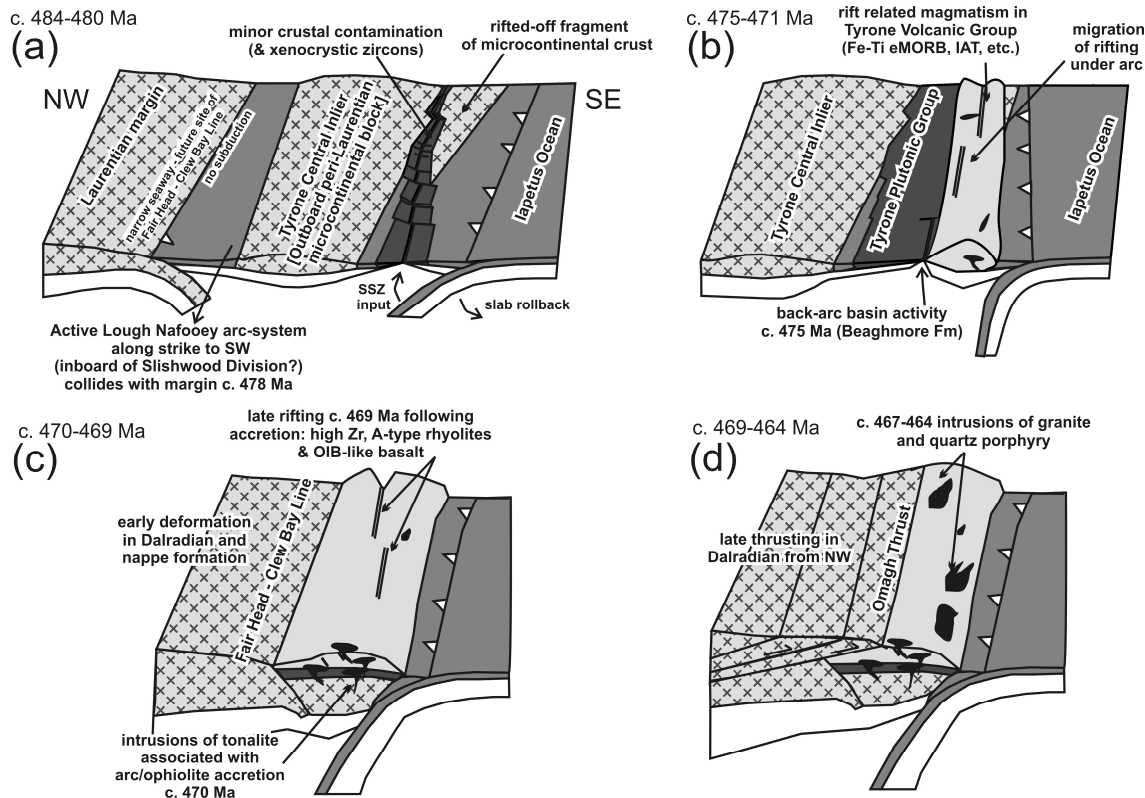 c. 484-480 Ma
(a)
NW
SE
minor crustal contamination
(& xenocrystic zircons)
rifted-off fragment
of microcontinental crust
Laurentian margin
narrow seaway - future site of
Fair Head - Clew Bay Line
no subduction
Tyrone Central Inlier
[Outboard peri-Laurentian
microcontinental block]
Iapetus Ocean
SSZ
input
slab rollback
Active Lough Nafooey arc-system
along strike to SW
(inboard of Slishwood Division?)
collides with margin c. 478 Ma
c. 475-471 Ma
(b)
rift related magmatism in
Tyrone Volcanic Group
(Fe-Ti eMORB, IAT, etc.)
migration
of rifting
under arc
Tyrone Central Inlier
Tyrone Plutonic Group
Iapetus Ocean
back-arc basin activity
c. 475 Ma (Beaghmore Fm)
c. 470-469 Ma
(c)
late rifting c. 469 Ma following
accretion: high Zr, A-type rhyolites
& OIB-like basalt
early deformation
in Dalradian and
nappe formation
Fair Head - Clew Bay Line
intrusions of tonalite
associated with
arc/ophiolite accretion
c. 470 Ma
c. 469-464 Ma
(d)
c. 467-464 intrusions of granite
and quartz porphyry
late thrusting in
Dalradian from NW
Omagh Thrust